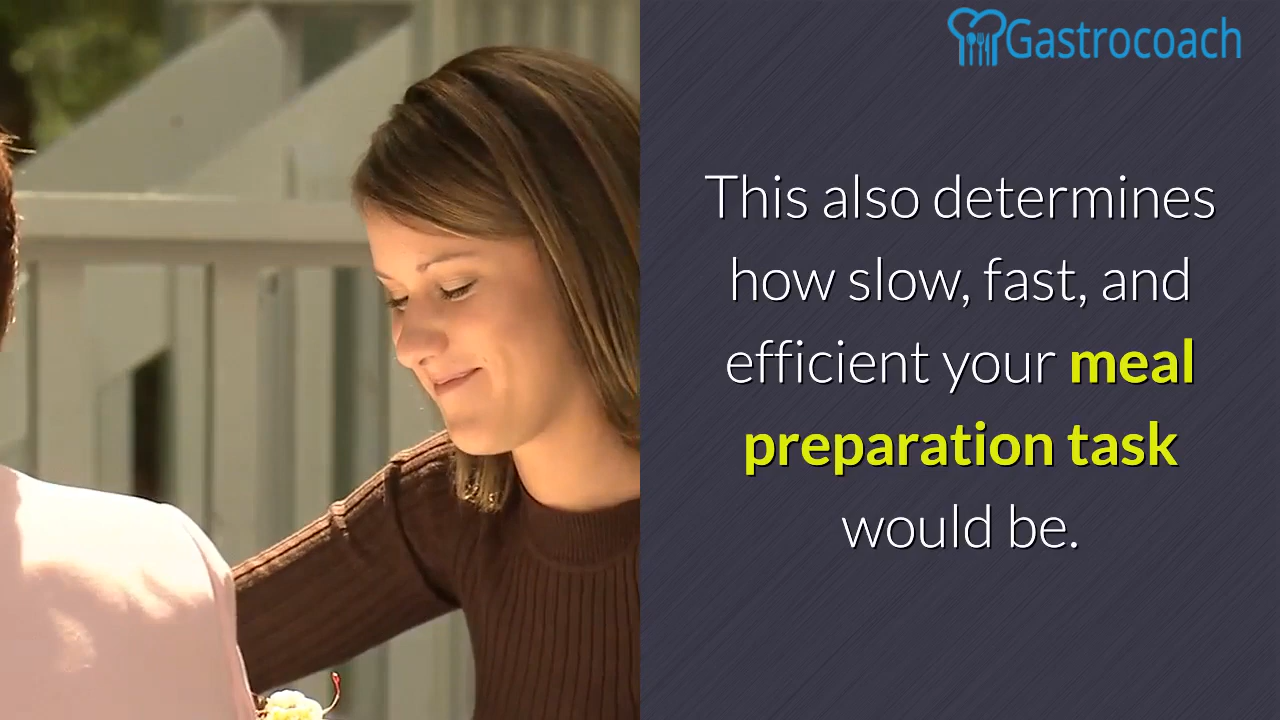 Gastrocoach
This also determines
how slow, fast, and
efficient your meal
preparation task
would be.